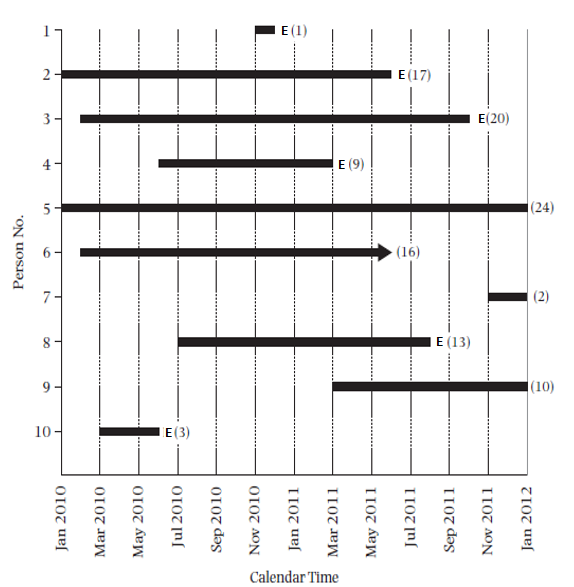 1 E (1)
2 E (17)
3 E(20)
4 E (9)
5 (24)
6 (16)
7 (2)
8 E (13)
9 (10)
10 E (3)
Person No.
Jan 2010
Mar 2010
May 2010
Jul 2010
Sep 2010
Nov 2010
Jan 2011
Mar 2011
May 2011
Jul 2011
Sep 2011
Nov 2011
Jan 2012
Calendar Time